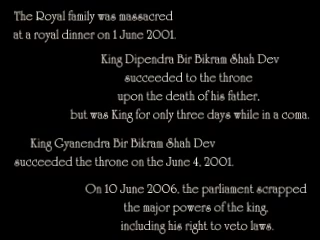 The Royal family was massacred
at a royal dinner on 1 June 2001.
King Dipendra Bir Bikram Shah Dev
succeeded to the throne
upon the death of his father,
but was King for only three days while in a coma.
King Gyanendra Bir Bikram Shah Dev
succeeded the throne on the June 4, 2001.
On 10 June 2006, the parliament scrapped
the major powers of the king,
including his right to veto laws.